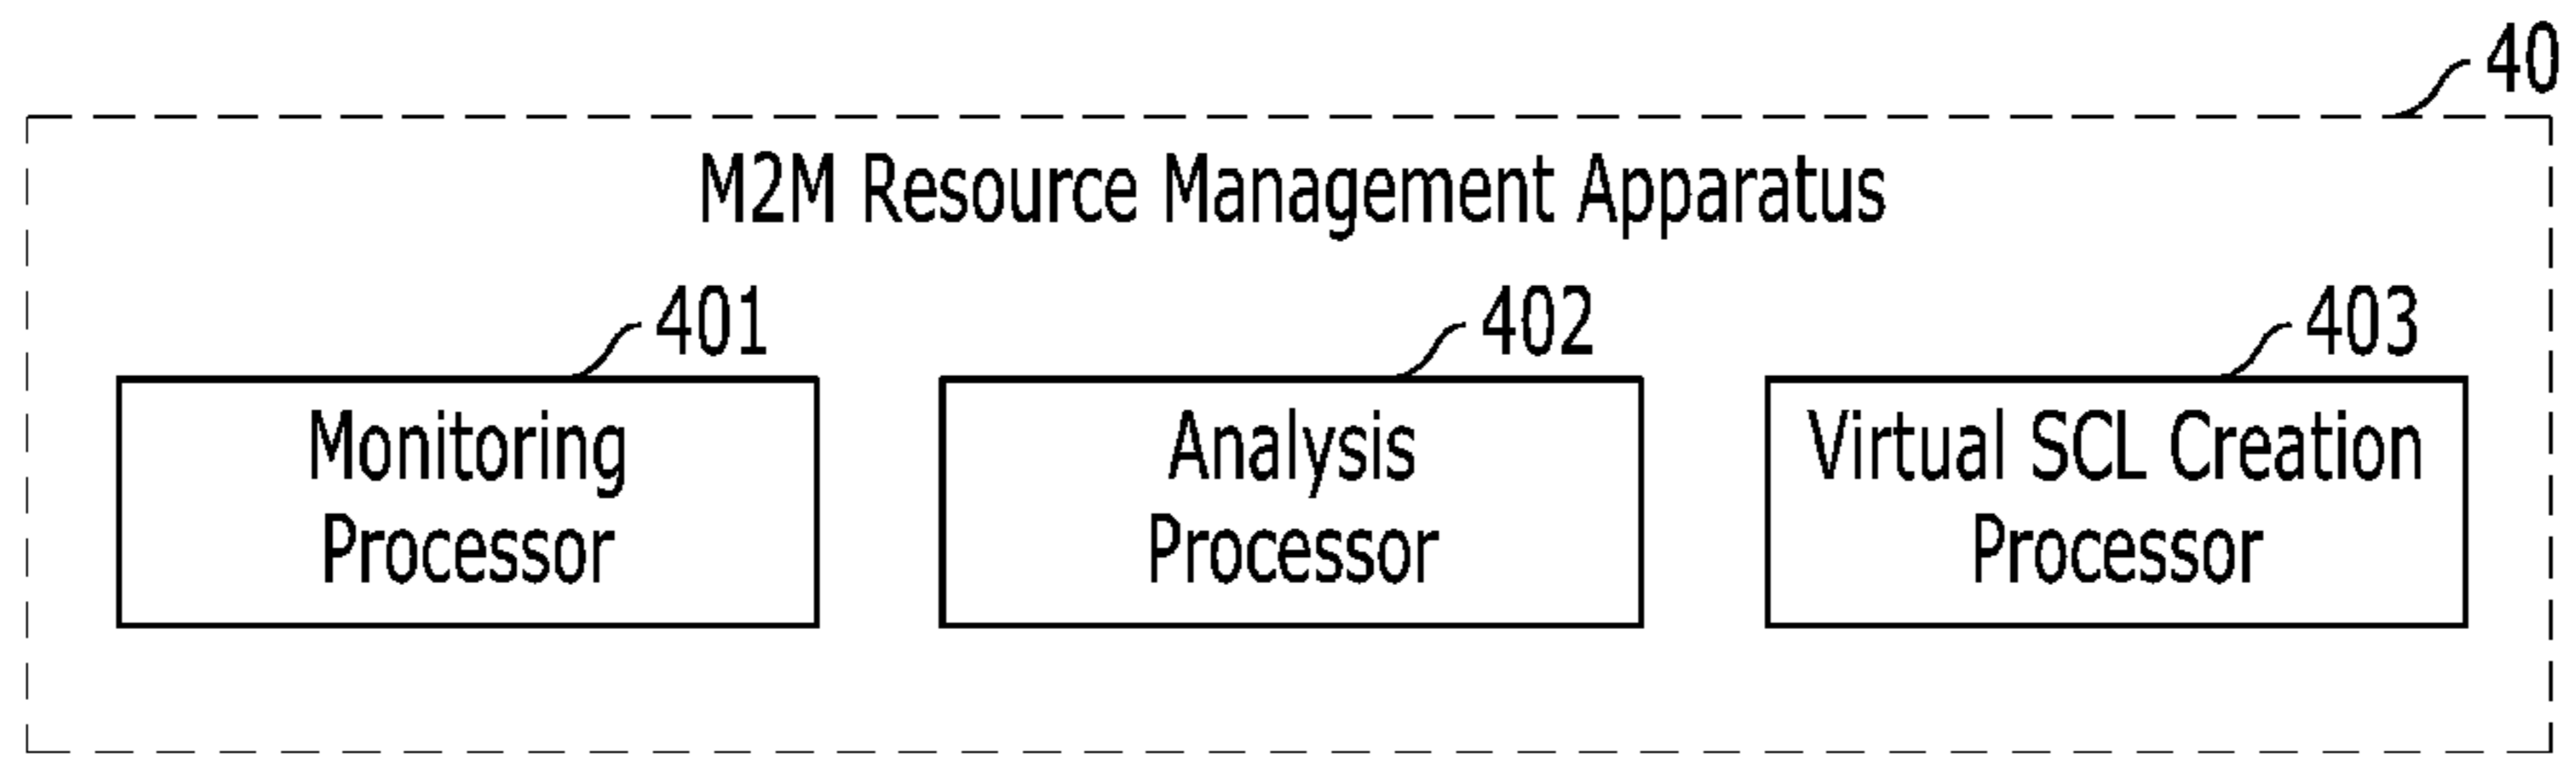 40
M2M Resource Management Apparatus
401
402
403
Monitoring
Processor
Analysis
Processor
Virtual SCL Creation
Processor